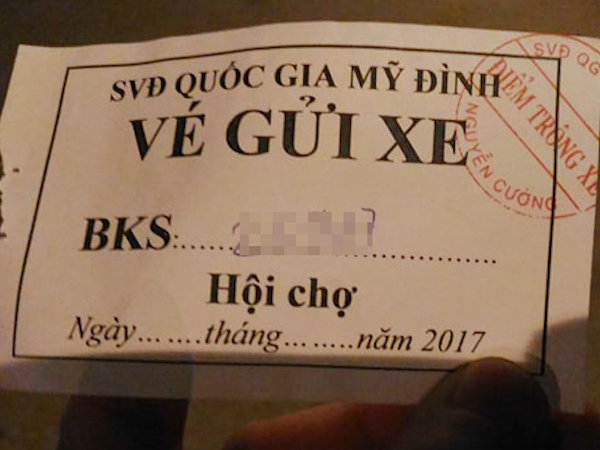 SVĐ QUỐC GIA MỸ ĐÌNH
VÉ GỬI XE
BKS:..........................................
Hội chợ
Ngày........tháng.........năm 2017
SVĐ QG
ĐIỂM TRÔNG XE
NGUYỄN CƯỜNG